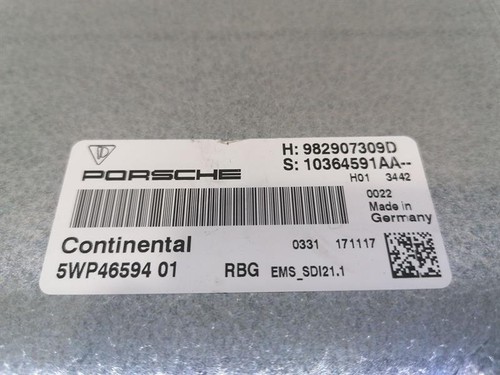 H: 982907309D
PORSCHE S: 10364591AA--
H01 3442
0022
Made in
Germany
Continental 0331 171117
5WP46594 01 RBG EMS_SDI21.1